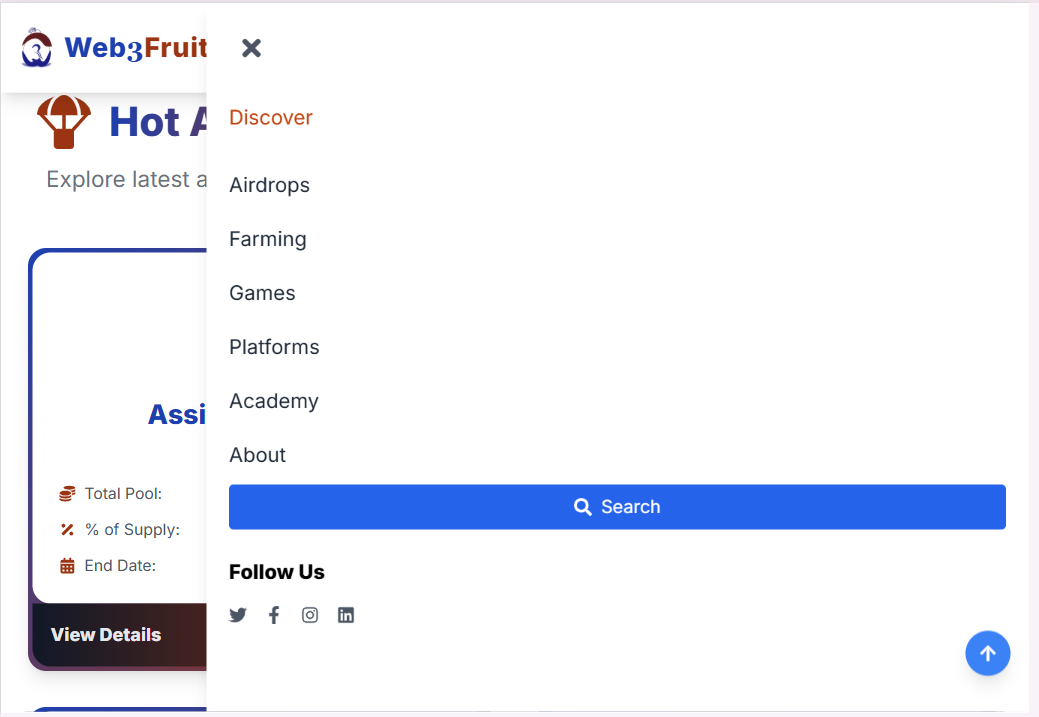 Web3Fruit
Hot A
Explore latest a
Assi
Total Pool:
% of Supply:
End Date:
View Details
Discover
Airdrops
Farming
Games
Platforms
Academy
About
Search
Follow Us